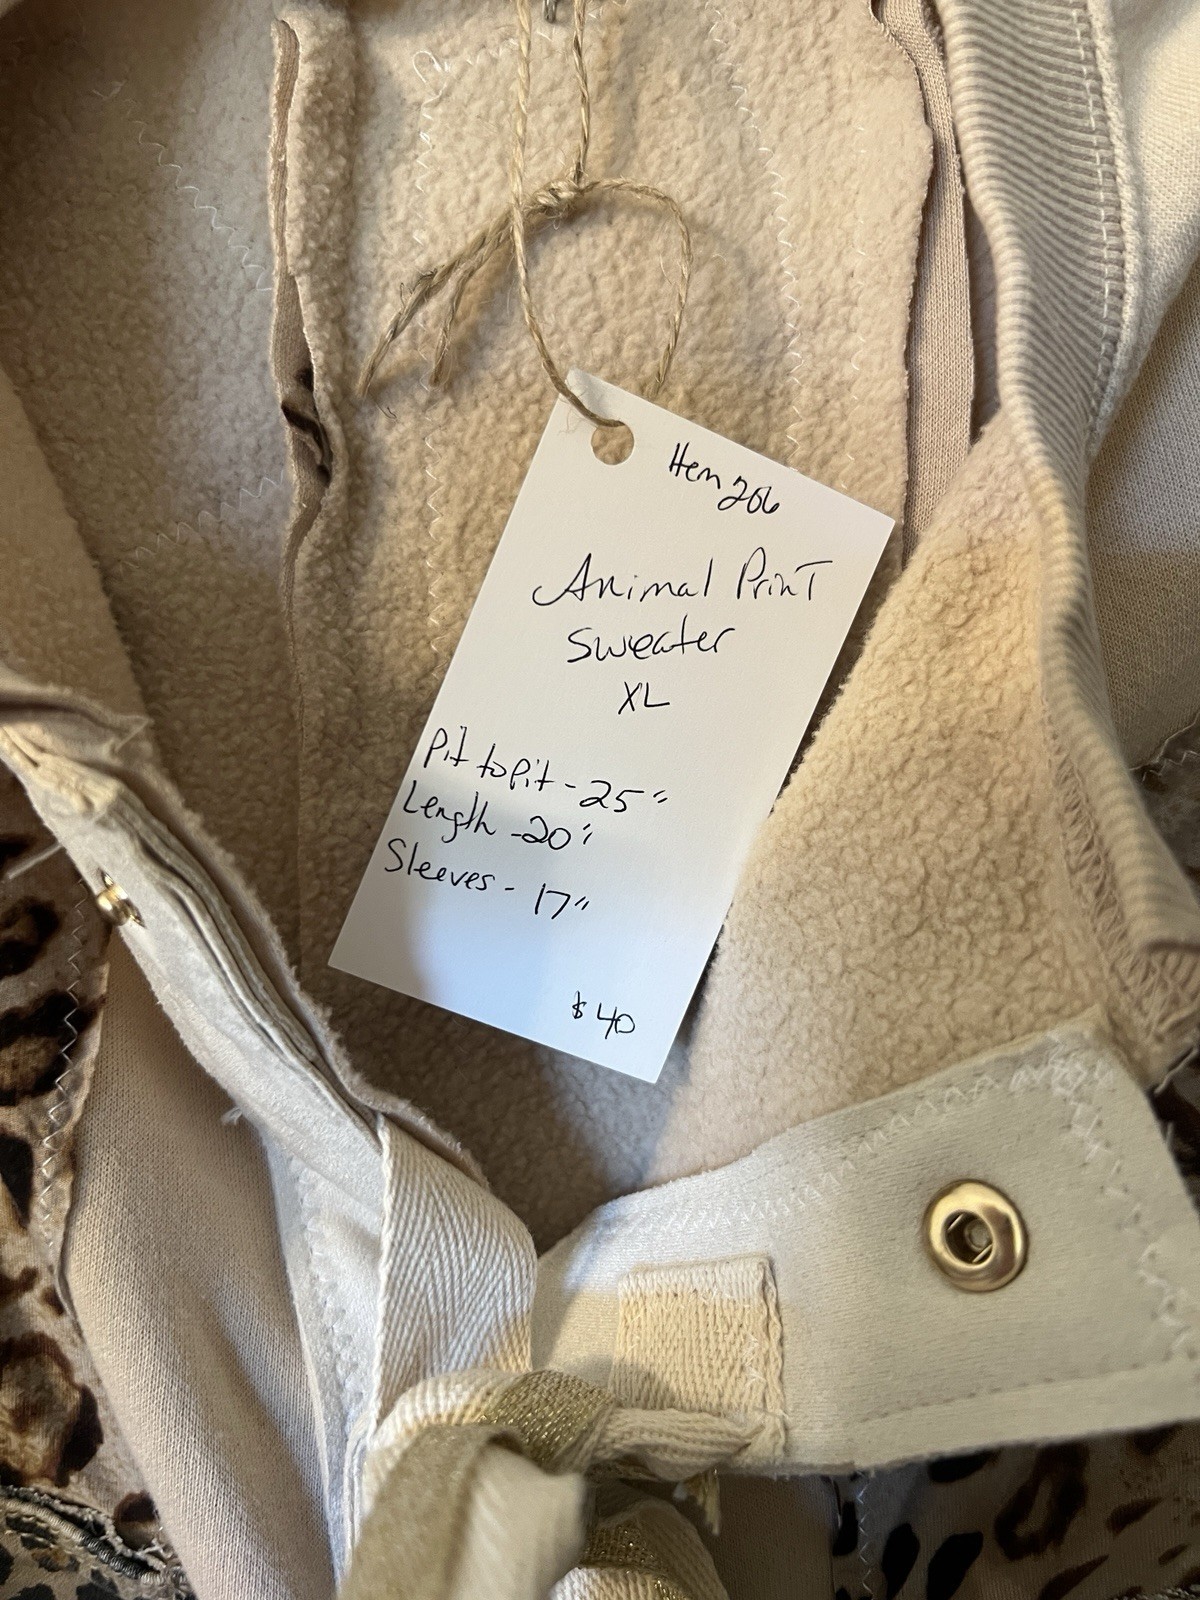 Item 206
Animal Print
Sweater
XL
Pit to Pit - 25"
Length - 20"
Sleeves - 17"
$40